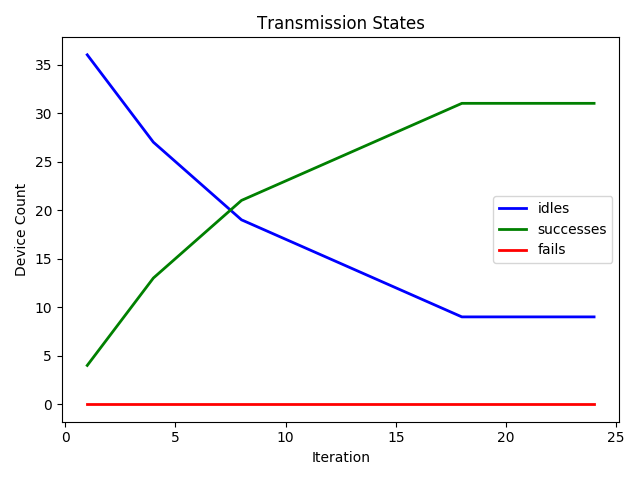 Transmission States
Device Count
35
30
25
20
15
10
5
0
idles
successes
fails
0 5 10 15 20 25
Iteration